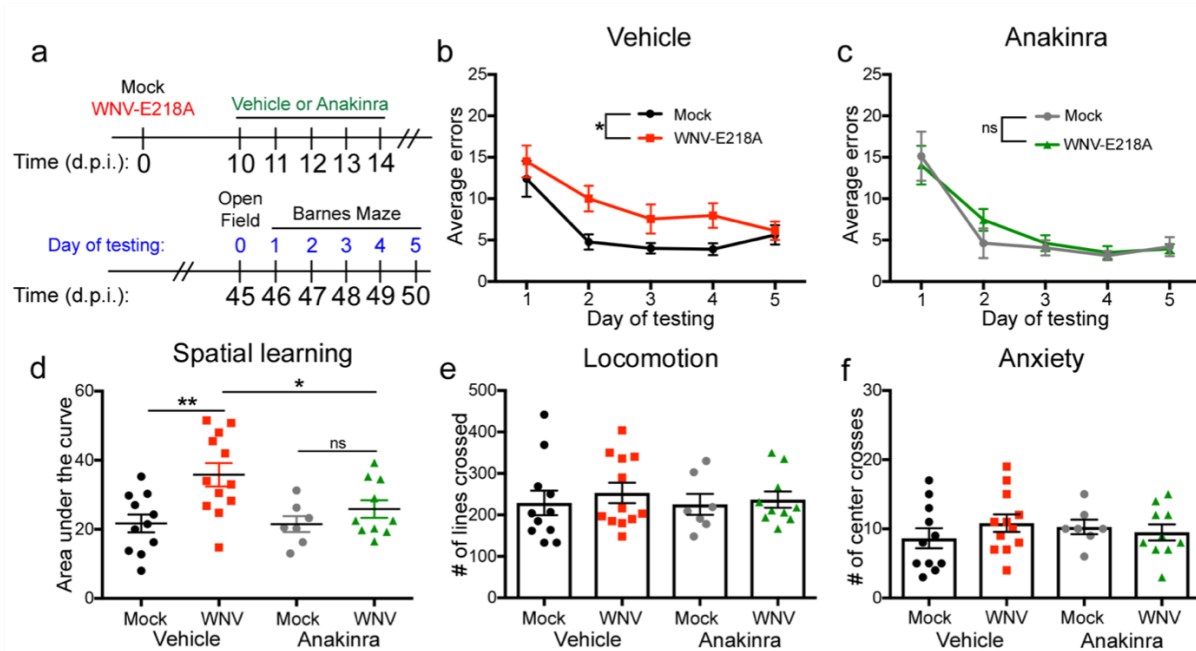 a
Mock
WNV-E218A
Vehicle or Anakinra
Time (d.p.i.):
0 10 11 12 13 14
Open
Field
Barnes Maze
Day of testing:
0 1 2 3 4 5
Time (d.p.i.):
45 46 47 48 49 50
b
Vehicle
Average errors
25
20
15
10
5
0
*
Mock
WNV-E218A
1 2 3 4 5
Day of testing
c
Anakinra
Average errors
25
20
15
10
5
0
ns
Mock
WNV-E218A
1 2 3 4 5
Day of testing
d
Spatial learning
Area under the curve
60
40
20
0
**
*
ns
Mock WNV Mock WNV
Vehicle Anakinra
e
Locomotion
# of lines crossed
500
400
300
200
100
0
Mock WNV Mock WNV
Vehicle Anakinra
f
Anxiety
# of center crosses
30
20
10
0
Mock WNV Mock WNV
Vehicle Anakinra